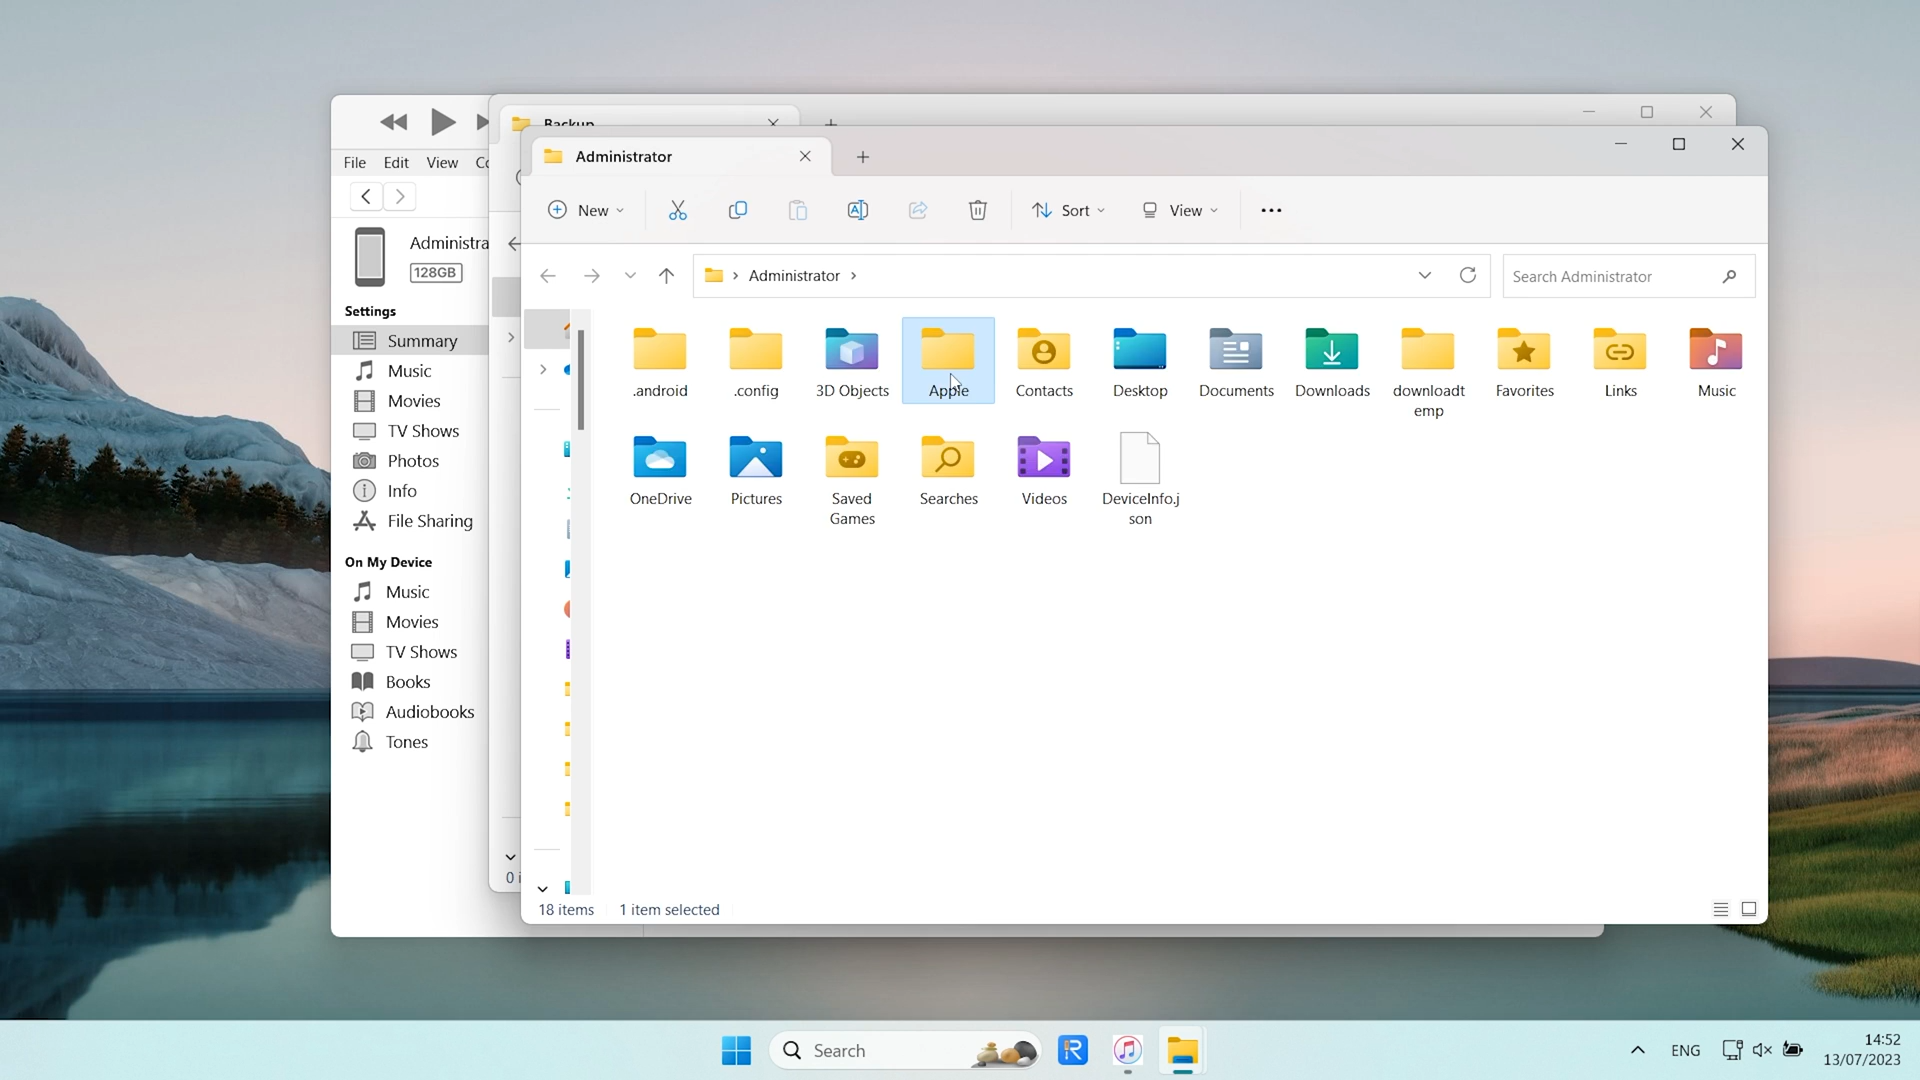 Backup
Administrator
File Edit View
New
Sort
View
Administra
128GB
Administrator
Search Administrator
Settings
Summary
Music
Movies
TV Shows
Photos
Info
File Sharing
On My Device
Music
Movies
TV Shows
Books
Audiobooks
Tones
.android
.config
3D Objects
Apple
Contacts
Desktop
Documents
Downloads
downloadt
emp
Favorites
Links
Music
OneDrive
Pictures
Saved
Games
Searches
Videos
DeviceInfo.j
son
18 items 1 item selected
Search
ENG
14:52
13/07/2023